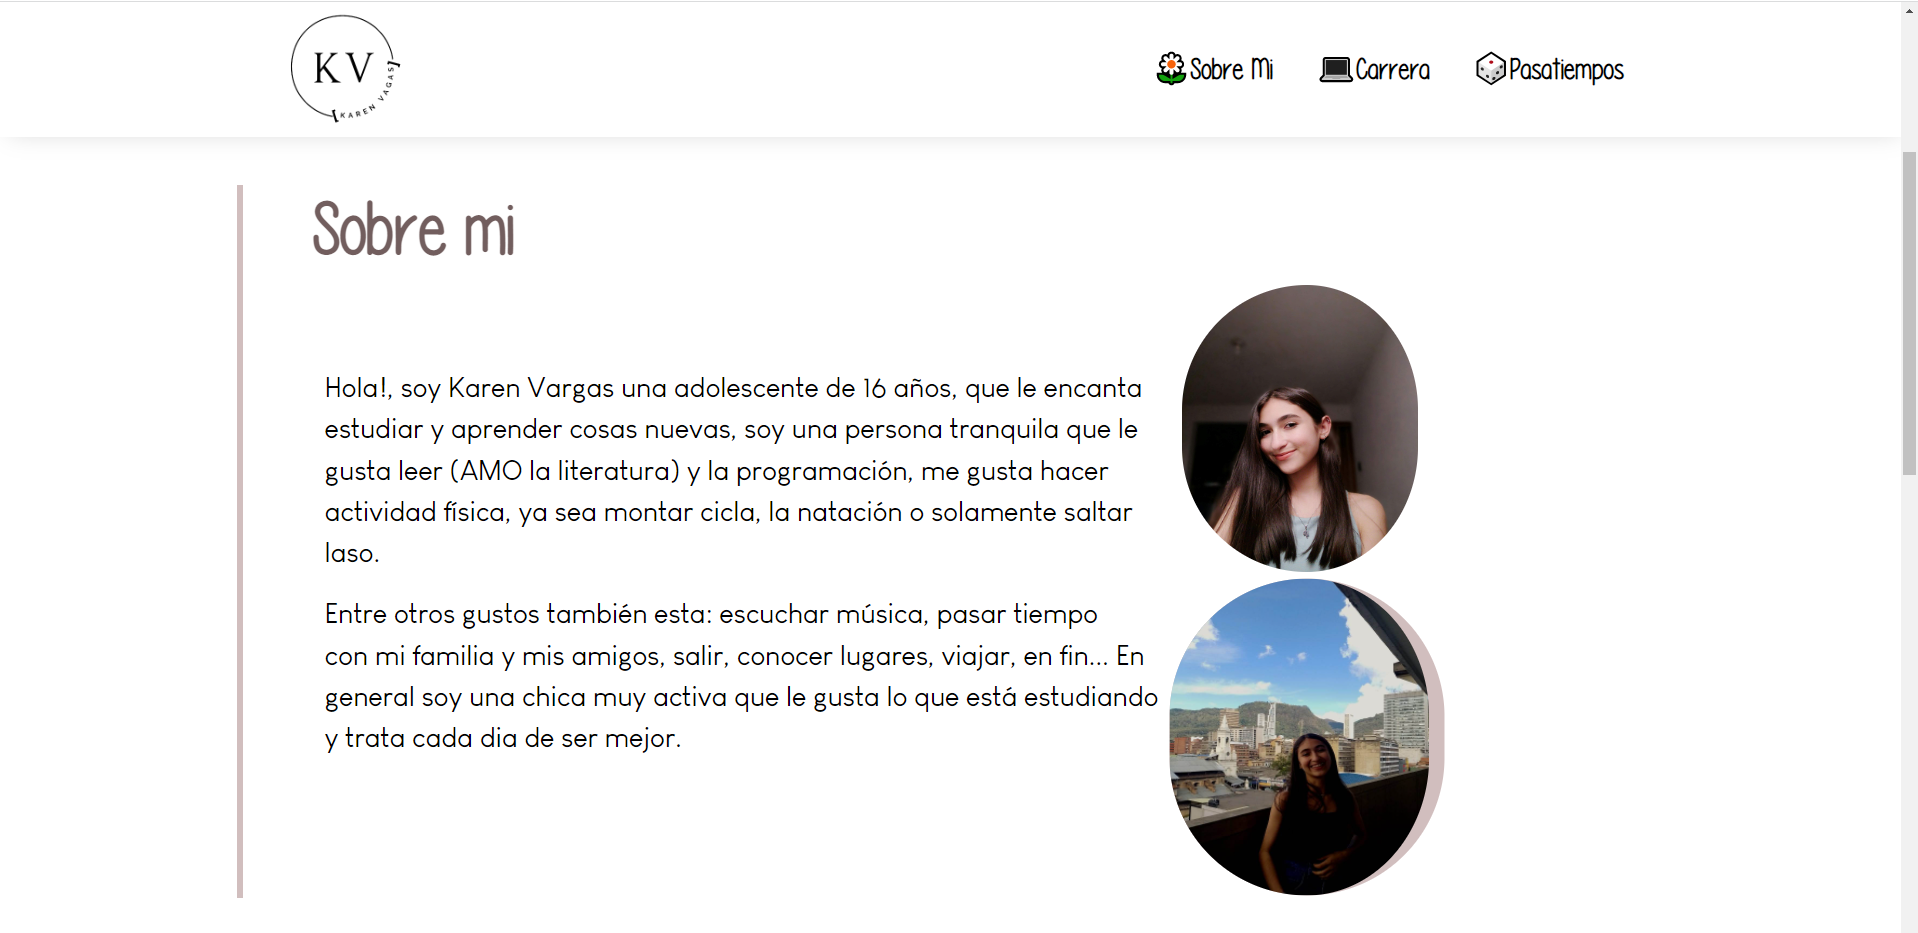 KV
KAREN VAGAS
Sobre Mi
Carrera
Pasatiempos
Sobre mi
Hola!, soy Karen Vargas una adolescente de 16 años, que le encanta
estudiar y aprender cosas nuevas, soy una persona tranquila que le
gusta leer (AMO la literatura) y la programación, me gusta hacer
actividad física, ya sea montar cicla, la natación o solamente saltar
laso.
Entre otros gustos también esta: escuchar música, pasar tiempo
con mi familia y mis amigos, salir, conocer lugares, viajar, en fin... En
general soy una chica muy activa que le gusta lo que está estudiando
y trata cada dia de ser mejor.